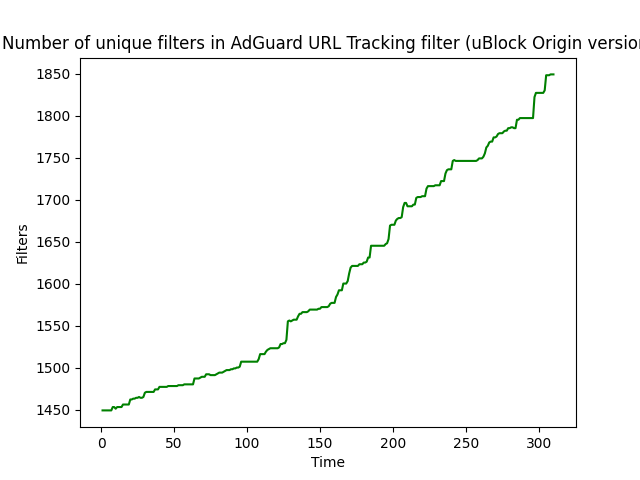 Number of unique filters in AdGuard URL Tracking filter (uBlock Origin version
1850
1800
1750
1700
1650
1600
1550
1500
1450
Filters
0 50 100 150 200 250 300
Time